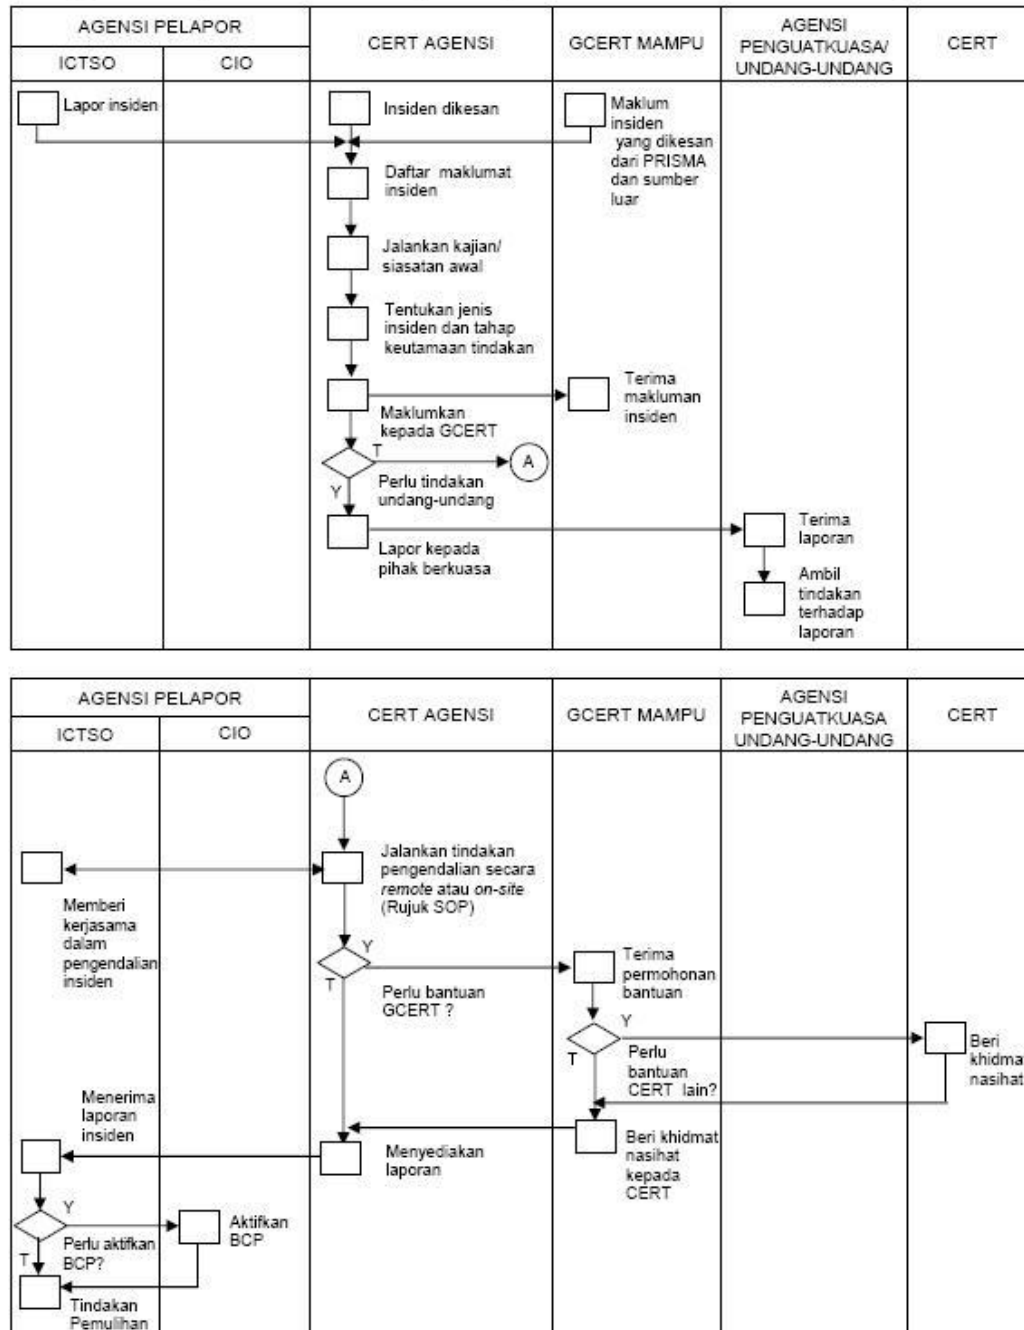 AGENSI PELAPOR
ICTSO
CIO
CERT AGENSI
GCERT MAMPU
AGENSI
PENGUATKUASA/
UNDANG-UNDANG
CERT
Lapor insiden
Insiden dikesan
Maklum
insiden
yang dikesan
dari PRISMA
dan sumber
luar
Daftar maklumat
insiden
Jalankan kajian/
siasatan awal
Tentukan jenis
insiden dan tahap
keutamaan tindakan
Maklumkan
kepada GCERT
Terima
makluman
insiden
T
A
Y
Perlu tindakan
undang-undang
Lapor kepada
pihak berkuasa
Terima
laporan
Ambil
tindakan
terhadap
laporan
AGENSI PELAPOR
ICTSO
CIO
CERT AGENSI
GCERT MAMPU
AGENSI
PENGUATKUASA
UNDANG-UNDANG
CERT
A
Jalankan tindakan
pengendalian secara
remote atau on-site
(Rujuk SOP)
Memberi
kerjasama
dalam
pengendalian
insiden
Y
T
Perlu bantuan
GCERT ?
Terima
permohonan
bantuan
Y
T
Perlu
bantuan
CERT lain?
Beri
khidmat
nasihat
Beri khidmat
nasihat
kepada
CERT
Menyediakan
laporan
Menerima
laporan
insiden
Y
T
Perlu aktifkan
BCP?
Aktifkan
BCP
Tindakan
Pemulihan